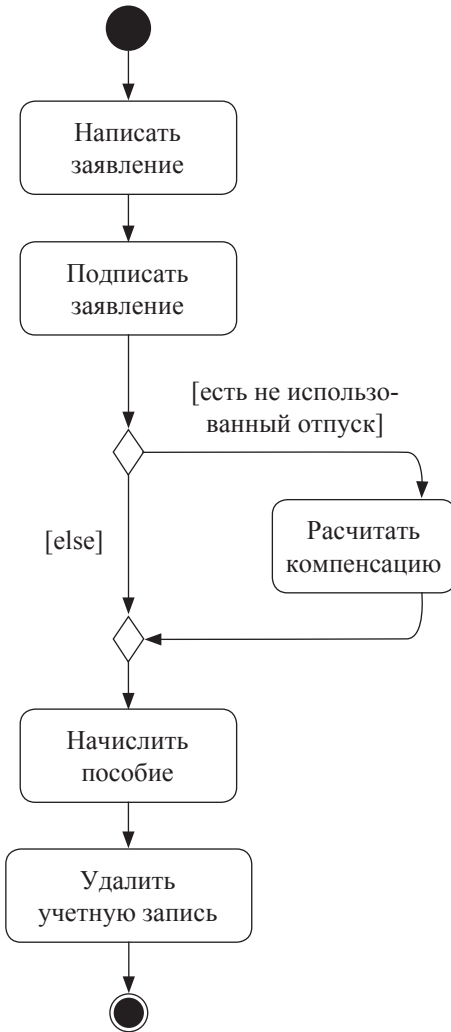 Написать
заявление
Подписать
заявление
[есть не использо-
ванный отпуск]
[else]
Расчитать
компенсацию
Начислить
пособие
Удалить
учетную запись